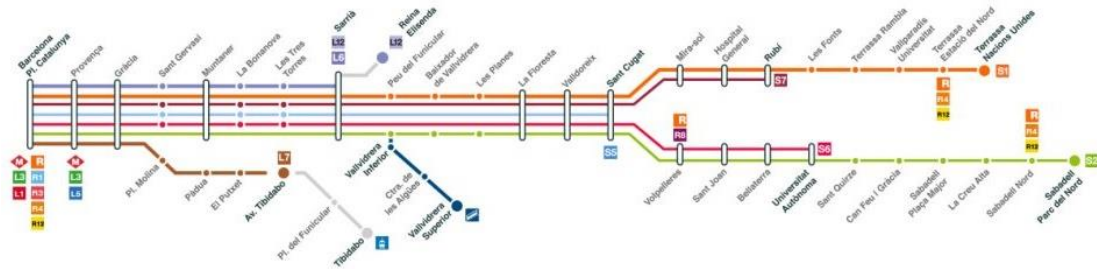 Barcelona
Pl. Catalunya
Provença
Gràcia
Sant Gervasi
Muntaner
La Bonanova
Les Tres
Torres
Sarrià
L12
L6
Reina
Elisenda
L12
Peu del Funicular
Baixador
de Vallvidrera
Les Planes
La Floresta
Valldoreix
Sant Cugat
Mira-sol
Hospital
General
Rubí
Les Fonts
Terrassa Rambla
Vallparadís
Universitat
Terrassa
Estació del Nord
Terrassa
Nacions Unides
S1
S7
R
R4
R12
R
R8
S6
R
R4
R12
S2
S5
M
L3
L1
R
R1
R3
R4
R12
M
L3
L5
Pl. Molina
Pàdua
El Putxet
L7
Av. Tibidabo
Pl. del Funicular
Tibidabo
Vallvidrera
Inferior
Ctra. de
les Aigües
Vallvidrera
Superior
Volpelleres
Sant Joan
Bellaterra
Universitat
Autònoma
Sant Quirze
Can Feu I Gràcia
Sabadell
Plaça Major
La Creu Alta
Sabadell Nord
Sabadell
Parc del Nord